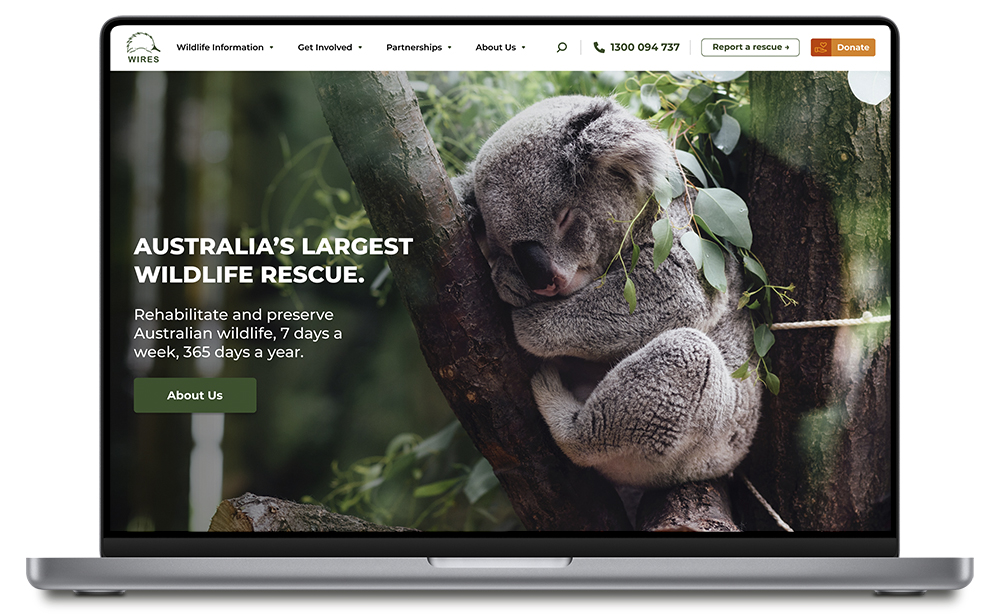 WIRES
Wildlife Information
Get Involved
Partnerships
About Us
1300 094 737
Report a rescue →
Donate
AUSTRALIA’S LARGEST
WILDLIFE RESCUE.
Rehabilitate and preserve
Australian wildlife, 7 days a
week, 365 days a year.
About Us